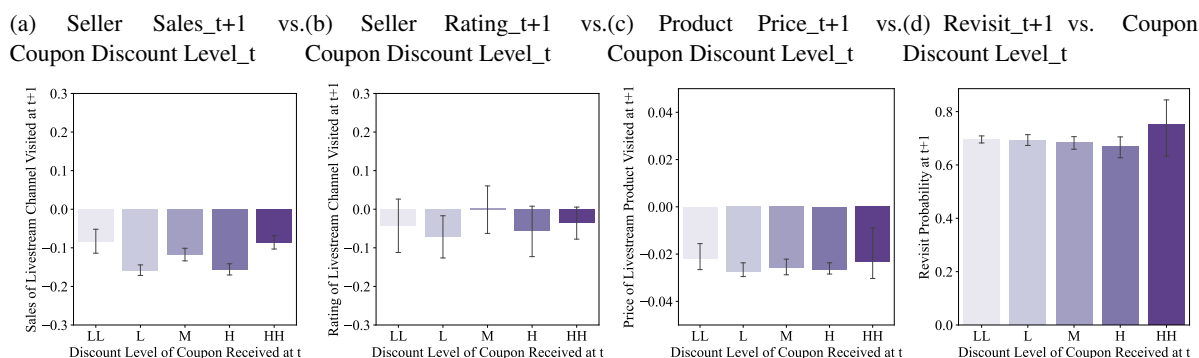 (a) Seller Sales_t+1 vs. Coupon Discount Level_t
(b) Seller Rating_t+1 vs. Coupon Discount Level_t
(c) Product Price_t+1 vs. Coupon Discount Level_t
(d) Revisit_t+1 vs. Coupon Discount Level_t
Sales of Livestream Channel Visited at t+1
0.3
0.2
0.1
0.0
−0.1
−0.2
−0.3
LL L M H HH
Discount Level of Coupon Received at t
Rating of Livestream Channel Visited at t+1
0.3
0.2
0.1
0.0
−0.1
−0.2
−0.3
LL L M H HH
Discount Level of Coupon Received at t
Price of Livestream Product Visited at t+1
0.04
0.02
0.00
−0.02
−0.04
LL L M H HH
Discount Level of Coupon Received at t
Revisit Probability at t+1
0.8
0.6
0.4
0.2
0.0
LL L M H HH
Discount Level of Coupon Received at t